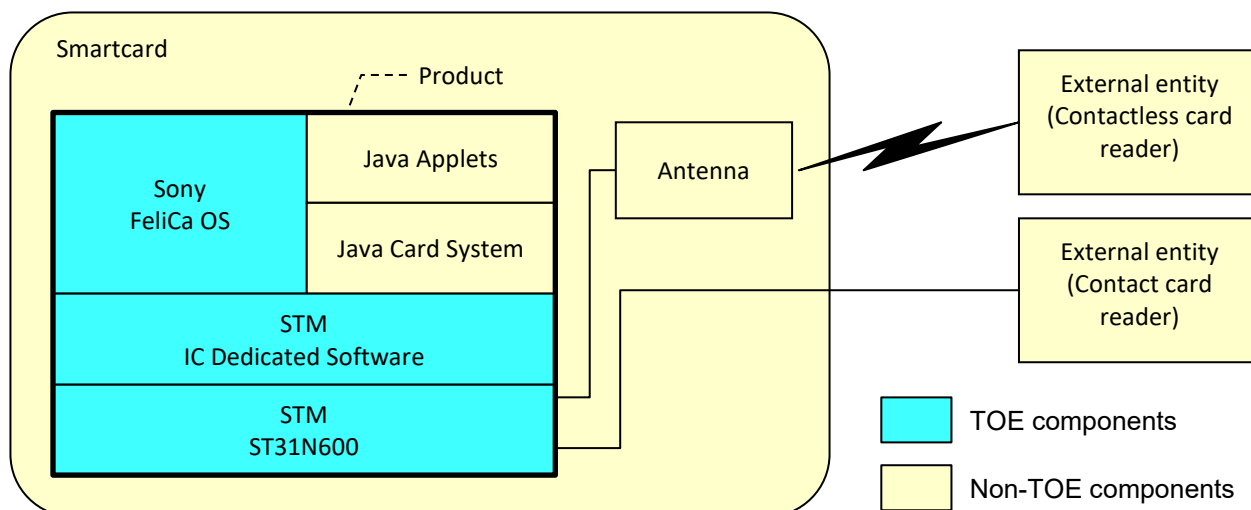 Smartcard
Product
Sony
FeliCa OS
Java Applets
Java Card System
STM
IC Dedicated Software
STM
ST31N600
Antenna
External entity
(Contactless card
reader)
External entity
(Contact card
reader)
TOE components
Non-TOE components